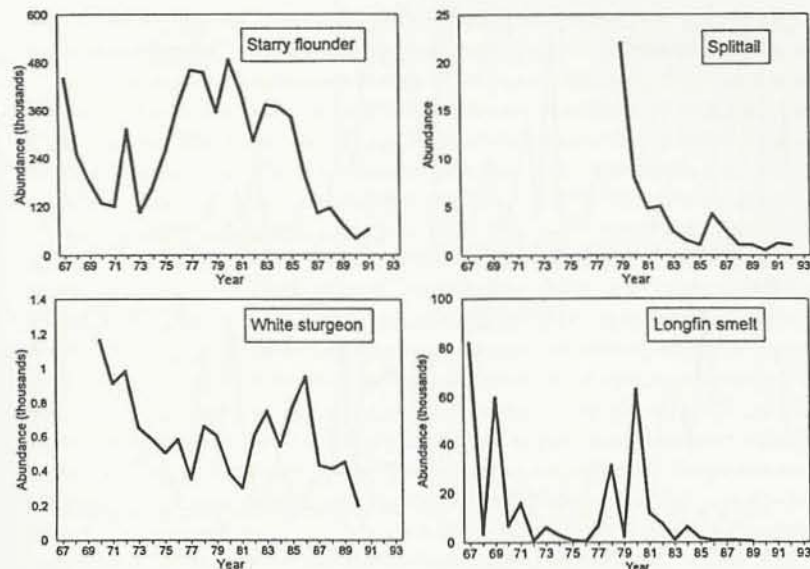 Starry flounder
Abundance (thousands)
600
480
360
240
120
0
67 69 71 73 75 77 79 81 83 85 87 89 91 93
Year
Splittail
Abundance
25
20
15
10
5
0
67 69 71 73 75 77 79 81 83 85 87 89 91 93
Year
White sturgeon
Abundance (thousands)
1.4
1.2
1
0.8
0.6
0.4
0.2
0
67 69 71 73 75 77 79 81 83 85 87 89 91 93
Year
Longfin smelt
Abundance (thousands)
100
80
60
40
20
0
67 69 71 73 75 77 79 81 83 85 87 89 91 93
Year